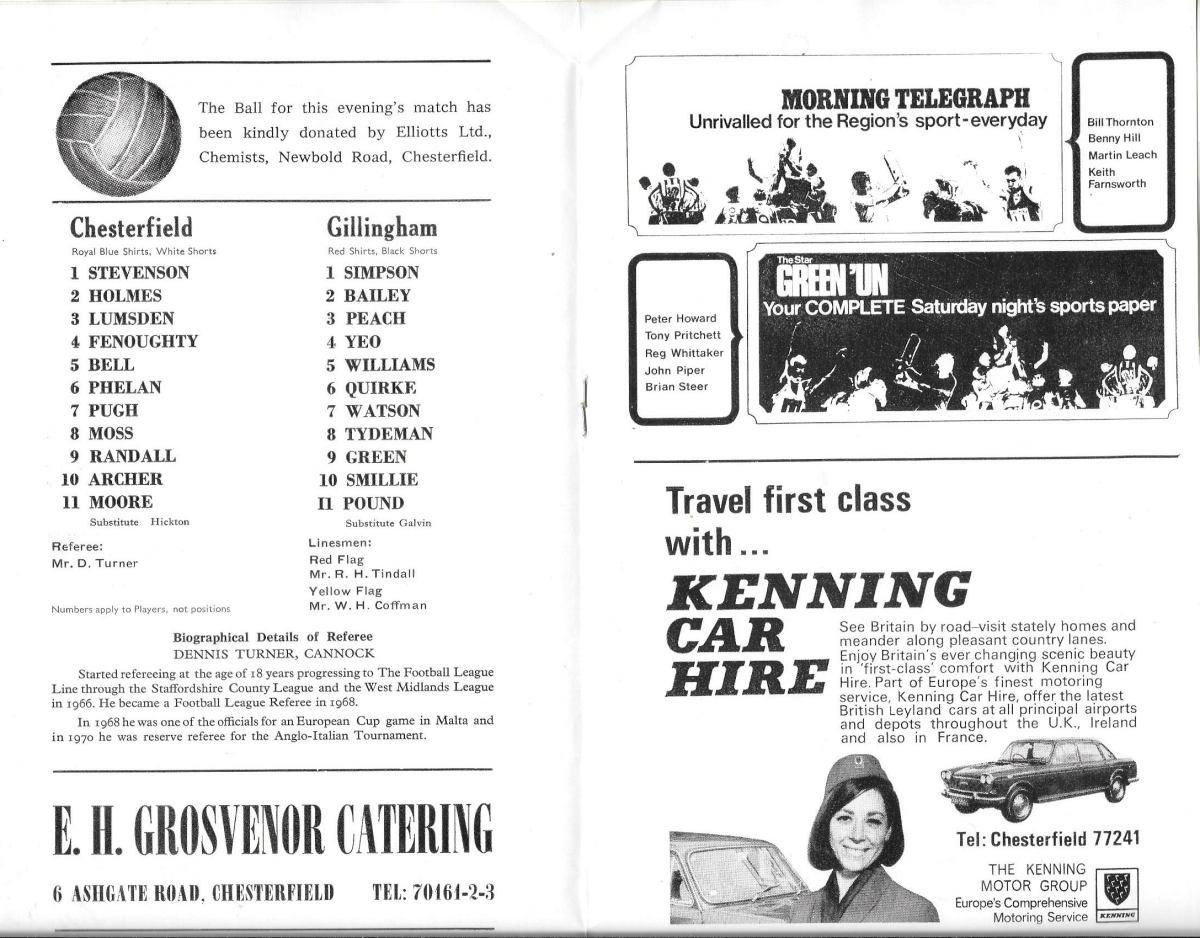 The Ball for this evening's match has
been kindly donated by Elliotts Ltd.,
Chemists, Newbold Road, Chesterfield.
Chesterfield
Royal Blue Shirts, White Shorts
1 STEVENSON
2 HOLMES
3 LUMSDEN
4 FENOUGHTY
5 BELL
6 PHELAN
7 PUGH
8 MOSS
9 RANDALL
10 ARCHER
11 MOORE
Substitute Hickton
Gillingham
Red Shirts, Black Shorts
1 SIMPSON
2 BAILEY
3 PEACH
4 YEO
5 WILLIAMS
6 QUIRKE
7 WATSON
8 TYDEMAN
9 GREEN
10 SMILLIE
11 POUND
Substitute Galvin
Referee:
Mr. D. Turner
Linesmen:
Red Flag
Mr. R. H. Tindall
Yellow Flag
Mr. W. H. Coffman
Numbers apply to Players, not positions
Biographical Details of Referee
DENNIS TURNER, CANNOCK
Started refereeing at the age of 18 years progressing to The Football League
Line through the Staffordshire County League and the West Midlands League
in 1966. He became a Football League Referee in 1968.
In 1968 he was one of the officials for an European Cup game in Malta and
in 1970 he was reserve referee for the Anglo-Italian Tournament.
E. H. GROSVENOR CATERING
6 ASHGATE ROAD, CHESTERFIELD TEL: 70161-2-3
MORNING TELEGRAPH
Unrivalled for the Region's sport-everyday
Bill Thornton
Benny Hill
Martin Leach
Keith
Farnsworth
Peter Howard
Tony Pritchett
Reg Whittaker
John Piper
Brian Steer
The Star
GREEN 'UN
Your COMPLETE Saturday night's sports paper
Travel first class
with ...
KENNING
CAR
HIRE
See Britain by road–visit stately homes and
meander along pleasant country lanes.
Enjoy Britain's ever changing scenic beauty
in 'first-class' comfort with Kenning Car
Hire. Part of Europe's finest motoring
service, Kenning Car Hire, offer the latest
British Leyland cars at all principal airports
and depots throughout the U.K., Ireland
and also in France.
Tel: Chesterfield 77241
THE KENNING
MOTOR GROUP
Europe's Comprehensive
Motoring Service
KENNING